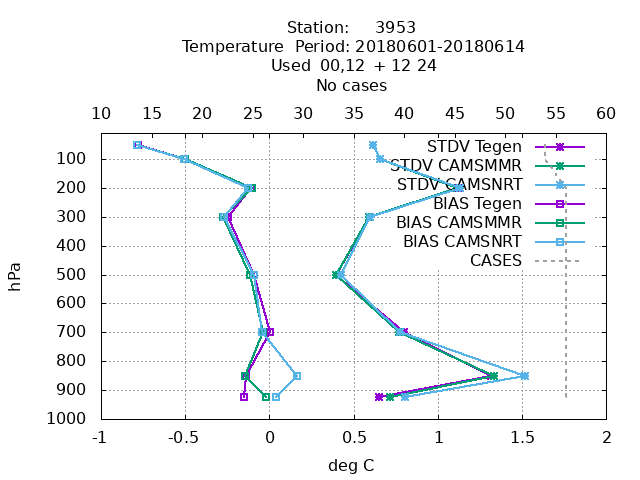 Station: 3953
Temperature Period: 20180601-20180614
Used 00,12 + 12 24
No cases
10 15 20 25 30 35 40 45 50 55 60
STDV Tegen
STDV CAMSMMR
STDV CAMSNRT
BIAS Tegen
BIAS CAMSMMR
BIAS CAMSNRT
CASES
hPa
100
200
300
400
500
600
700
800
900
1000
-1 -0.5 0 0.5 1 1.5 2
deg C